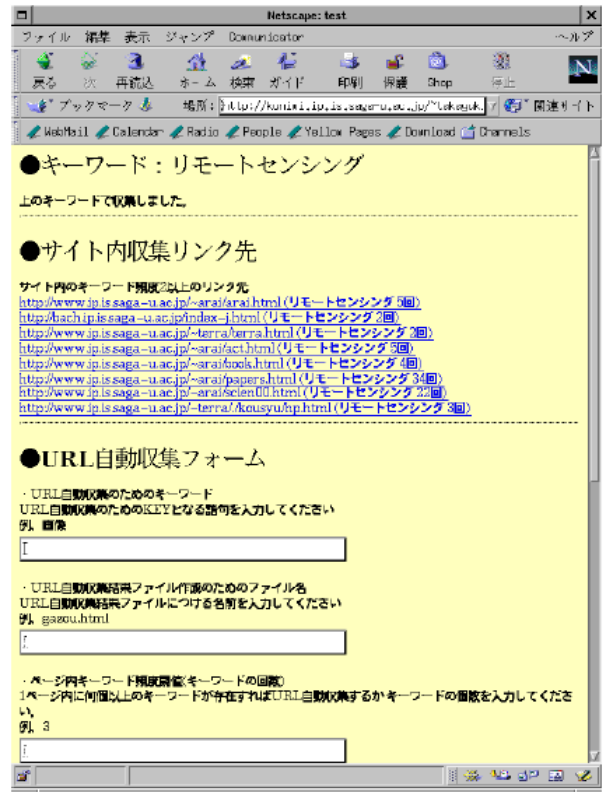 Netscape: test
ファイル 編集 表示 ジャンプ Communicator ヘルプ
戻る 次 再読込 ホーム 検索 ガイド 印刷 保護 Shop 停止
ブックマーク 場所: http://kunimi.ip.is.saga-u.ac.jp/~takayuk. 関連サイト
WebMail Calendar Radio People Yellow Pages Download Channels
●キーワード:リモートセンシング
上のキーワードで収集しました。
●サイト内収集リンク先
サイト内のキーワード頻度2以上のリンク先
http://www.ip.is.saga-u.ac.jp/~arai/arai.html (リモートセンシング 5回)
http://bach.ip.is.saga-u.ac.jp/index-j.html (リモートセンシング 2回)
http://www.ip.is.saga-u.ac.jp/~terra/terra.html (リモートセンシング 2回)
http://www.ip.is.saga-u.ac.jp/~arai/act.html (リモートセンシング 5回)
http://www.ip.is.saga-u.ac.jp/~arai/book.html (リモートセンシング 4回)
http://www.ip.is.saga-u.ac.jp/~arai/papers.html (リモートセンシング 34回)
http://www.ip.is.saga-u.ac.jp/~arai/scien00.html (リモートセンシング 22回)
http://www.ip.is.saga-u.ac.jp/~terra/./kousyu/hp.html (リモートセンシング 3回)
●URL自動収集フォーム
・URL自動収集のためのキーワード
URL自動収集のためのKEYとなる語句を入力してください
例、画像
・URL自動収集結果ファイル作成のためのファイル名
URL自動収集結果ファイルにつける名前を入力してください
例、gazou.html
・ページ内キーワード頻度閾値(キーワードの回数)
1ページ内に何個以上のキーワードが存在すればURL自動収集するか キーワードの個数を入力してくださ
い。
例、3